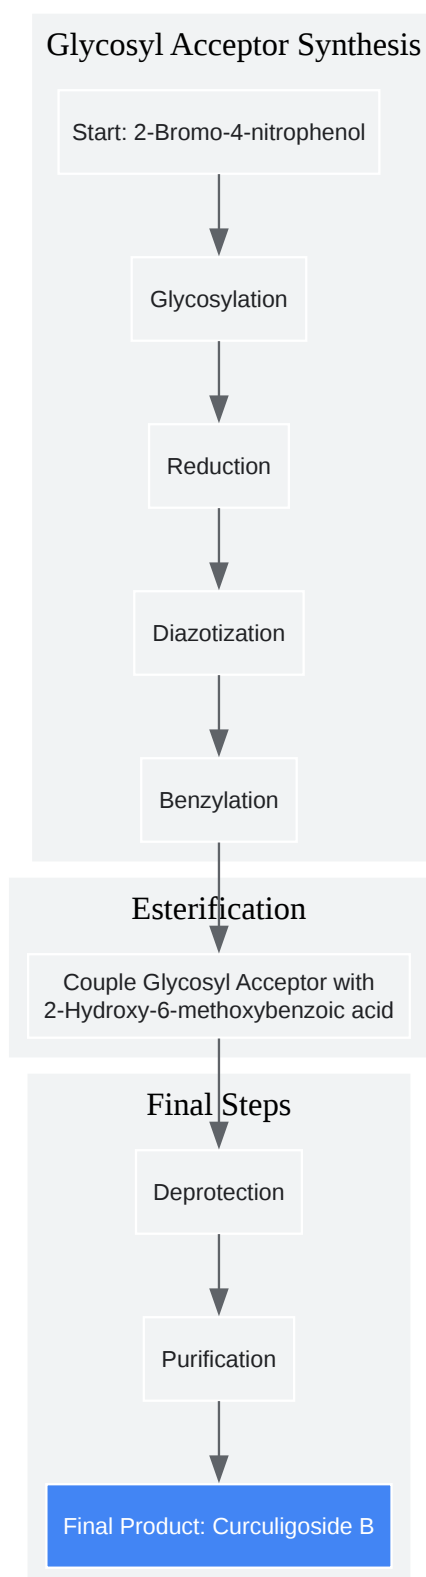 Glycosyl Acceptor Synthesis
Start: 2-Bromo-4-nitrophenol
Glycosylation
Reduction
Diazotization
Benzylation
Esterification
Couple Glycosyl Acceptor with
2-Hydroxy-6-methoxybenzoic acid
Final Steps
Deprotection
Purification
Final Product: Curculigoside B